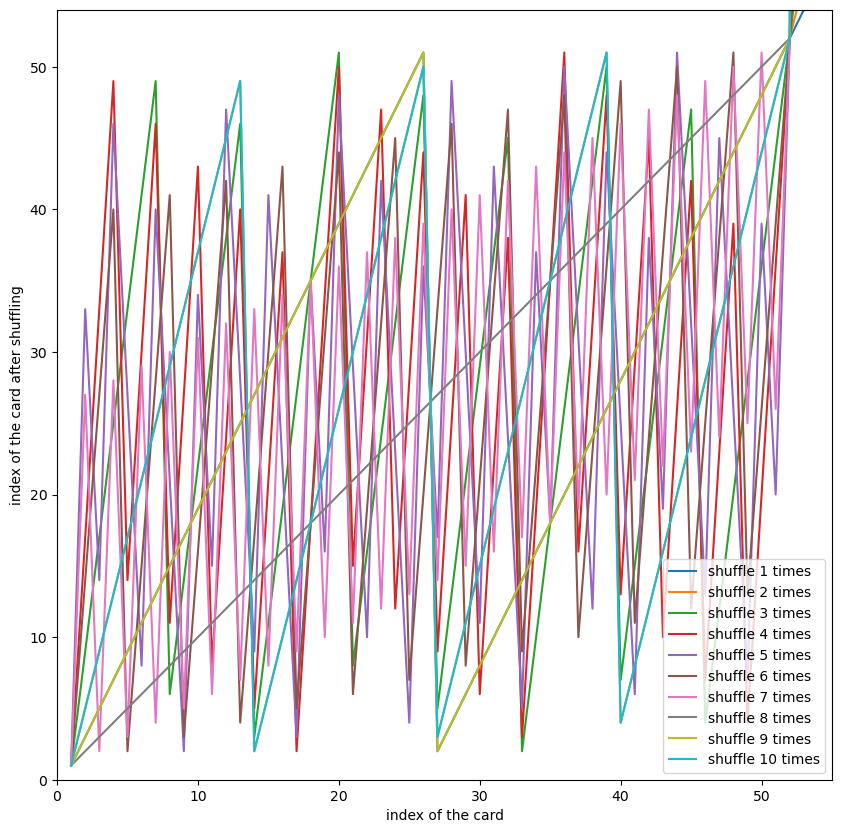 50
40
30
20
10
0
index of the card after shuffling
0 10 20 30 40 50
index of the card
shuffle 1 times
shuffle 2 times
shuffle 3 times
shuffle 4 times
shuffle 5 times
shuffle 6 times
shuffle 7 times
shuffle 8 times
shuffle 9 times
shuffle 10 times